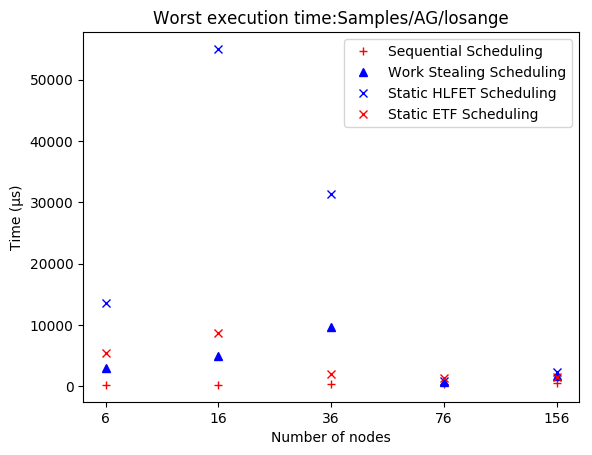 Worst execution time:Samples/AG/losange
Sequential Scheduling
Work Stealing Scheduling
Static HLFET Scheduling
Static ETF Scheduling
Time (µs)
50000
40000
30000
20000
10000
0
6 16 36 76 156
Number of nodes